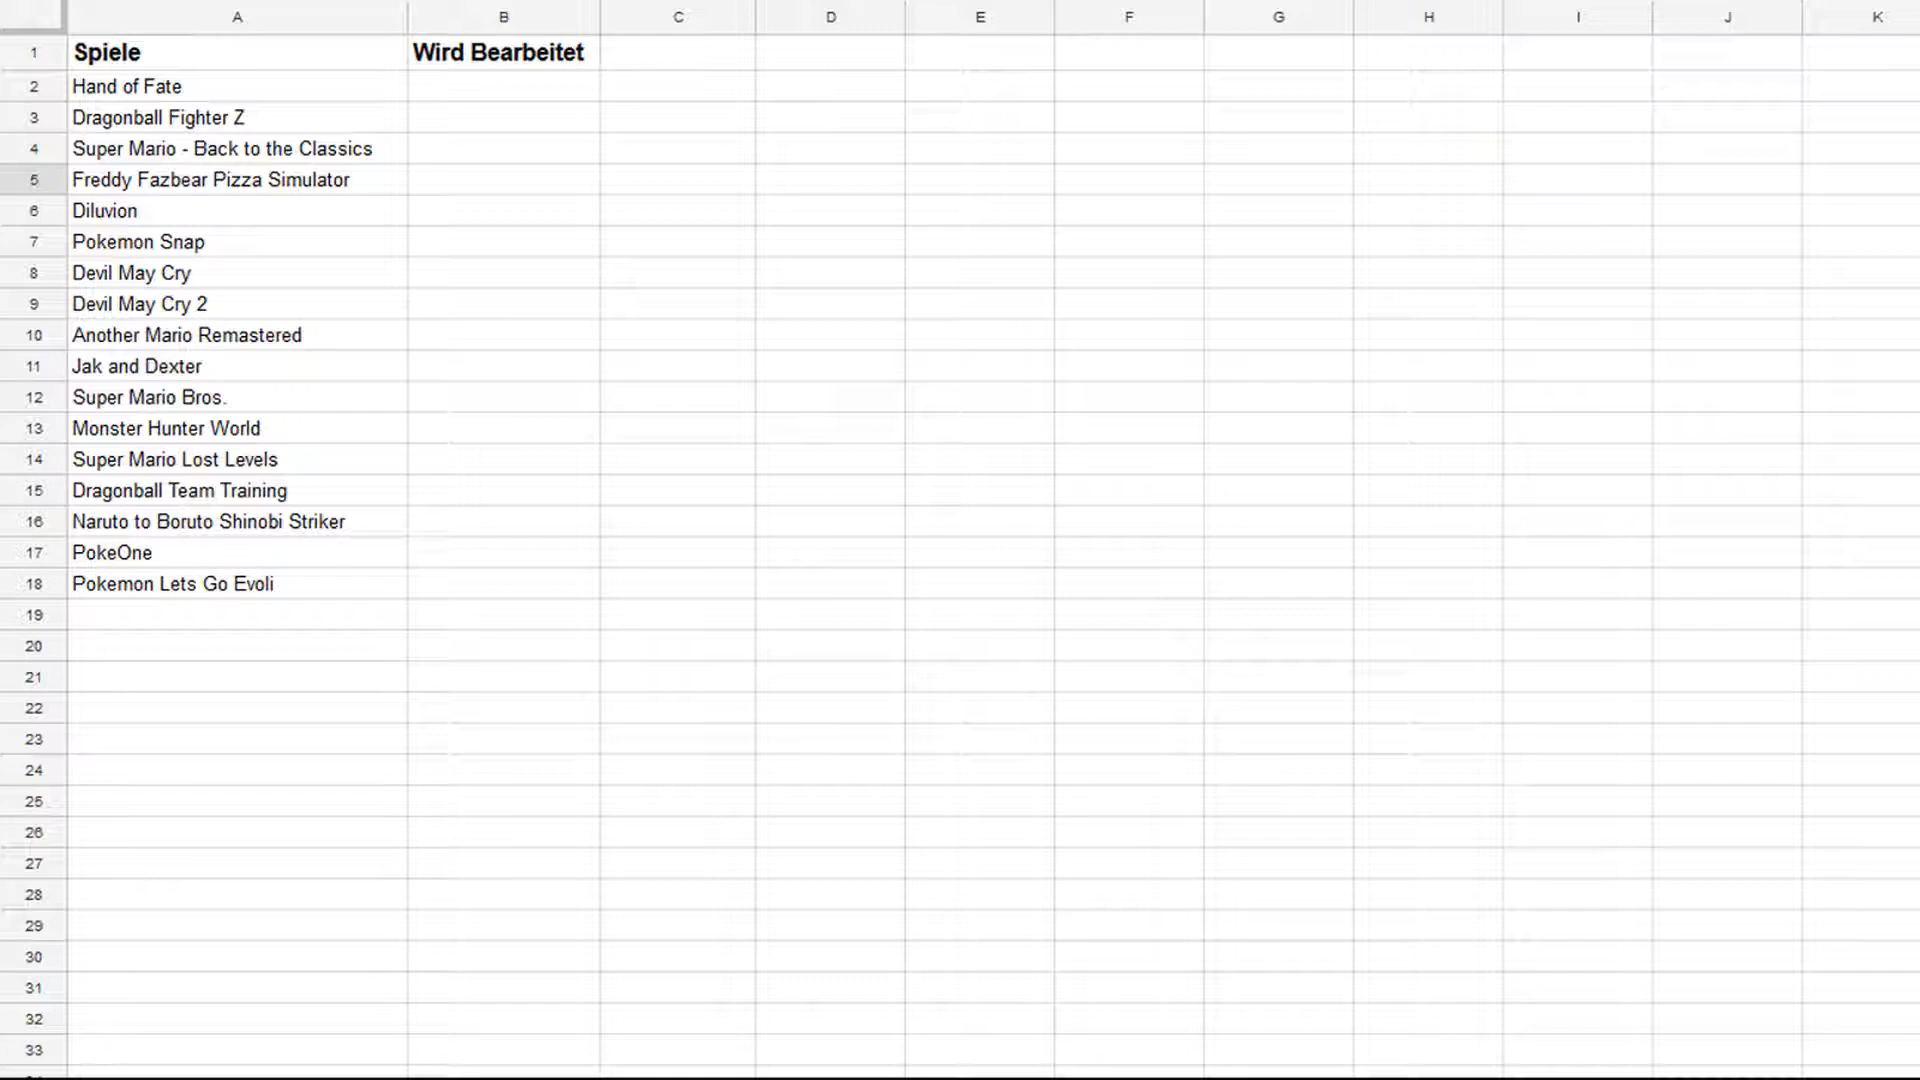 A B C D E F G H I J K
1 Spiele Wird Bearbeitet
2 Hand of Fate
3 Dragonball Fighter Z
4 Super Mario - Back to the Classics
5 Freddy Fazbear Pizza Simulator
6 Diluvion
7 Pokemon Snap
8 Devil May Cry
9 Devil May Cry 2
10 Another Mario Remastered
11 Jak and Dexter
12 Super Mario Bros.
13 Monster Hunter World
14 Super Mario Lost Levels
15 Dragonball Team Training
16 Naruto to Boruto Shinobi Striker
17 PokeOne
18 Pokemon Lets Go Evoli
19
20
21
22
23
24
25
26
27
28
29
30
31
32
33